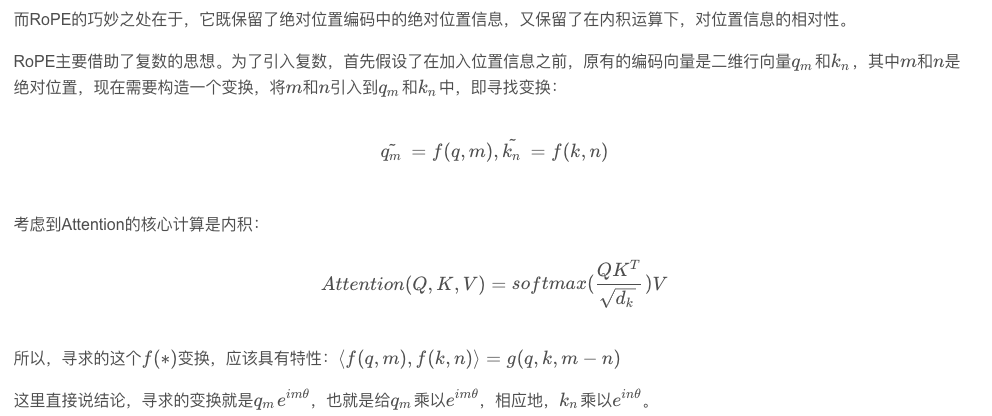 而RoPE的巧妙之处在于，它既保留了绝对位置编码中的绝对位置信息，又保留了在内积运算下，对位置信息的相对性。
RoPE主要借助了复数的思想。为了引入复数，首先假设了在加入位置信息之前，原有的编码向量是二维行向量$q_m$和$k_n$，其中$m$和$n$是
绝对位置，现在需要构造一个变换，将$m$和$n$引入到$q_m$和$k_n$中，即寻找变换：
$\tilde{q_m} = f(q, m), \tilde{k_n} = f(k, n)$
考虑到Attention的核心计算是内积：
$Attention(Q, K, V) = softmax(\frac{QK^T}{\sqrt{d_k}})V$
所以，寻求的这个$f(*)$变换，应该具有特性：$\langle f(q, m), f(k, n) \rangle = g(q, k, m - n)$
这里直接说结论，寻求的变换就是$q_m e^{im\theta}$，也就是给$q_m$乘以$e^{im\theta}$，相应地，$k_n$乘以$e^{in\theta}$。